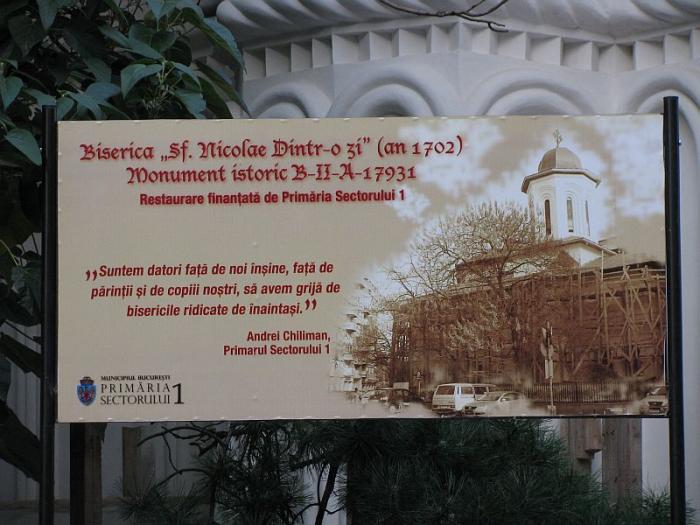 Biserica „Sf. Nicolae Dintr-o zi” (an 1702)
Monument istoric B-II-A-17931
Restaurare finanțată de Primăria Sectorului 1
„Suntem datori față de noi înșine, față de
părinții și de copiii noștri, să avem grijă de
bisericile ridicate de înaintași.”
Andrei Chiliman,
Primarul Sectorului 1
MUNICIPIUL BUCUREȘTI
PRIMĂRIA
SECTORULUI 1